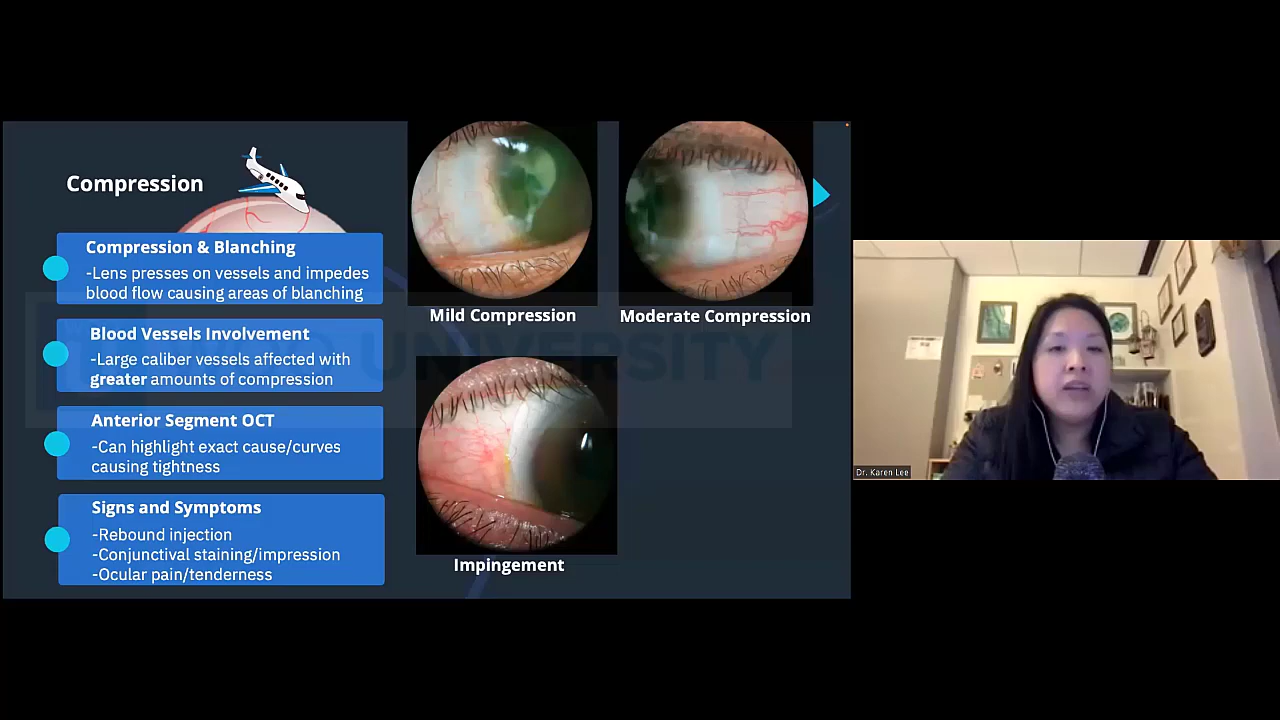 Compression
Compression & Blanching
-Lens presses on vessels and impedes
blood flow causing areas of blanching
Blood Vessels Involvement
-Large caliber vessels affected with
greater amounts of compression
Anterior Segment OCT
-Can highlight exact cause/curves
causing tightness
Signs and Symptoms
-Rebound injection
-Conjunctival staining/impression
-Ocular pain/tenderness
Mild Compression
Moderate Compression
Impingement
UNIVERSITY
Dr. Karen Lee